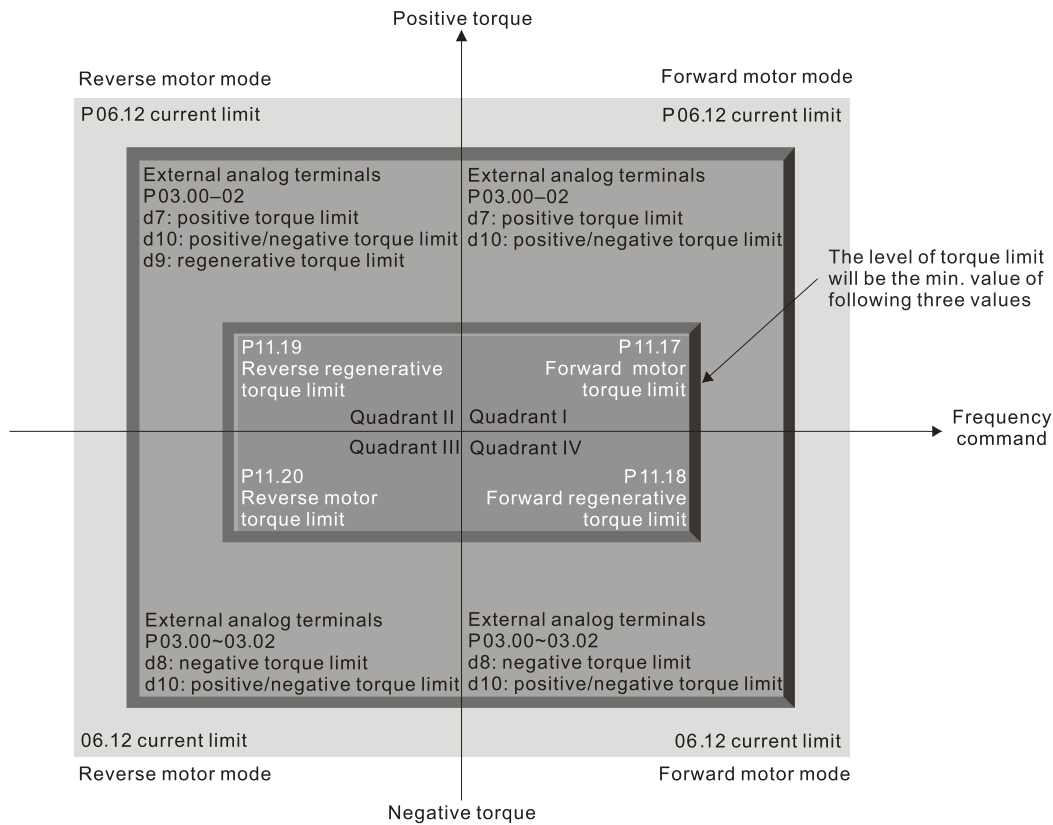 Positive torque
Reverse motor mode
Forward motor mode
P06.12 current limit
P06.12 current limit
External analog terminals
P03.00–02
d7: positive torque limit
d10: positive/negative torque limit
d9: regenerative torque limit
External analog terminals
P03.00–02
d7: positive torque limit
d10: positive/negative torque limit
The level of torque limit
will be the min. value of
following three values
P11.19
Reverse regenerative
torque limit
P11.17
Forward motor
torque limit
Quadrant II
Quadrant I
Frequency
command
Quadrant III
Quadrant IV
P11.20
Reverse motor
torque limit
P11.18
Forward regenerative
torque limit
External analog terminals
P03.00~03.02
d8: negative torque limit
d10: positive/negative torque limit
External analog terminals
P03.00~03.02
d8: negative torque limit
d10: positive/negative torque limit
06.12 current limit
06.12 current limit
Reverse motor mode
Forward motor mode
Negative torque